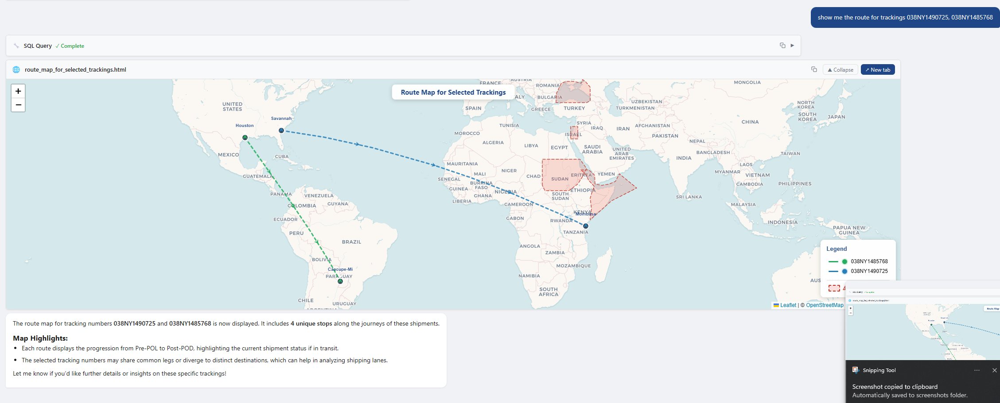 show me the route for trackings 038NY1490725, 038NY1485768
SQL Query ✓ Complete
route_map_for_selected_trackings.html
▲ Collapse
↗ New tab
+
−
Route Map for Selected Trackings
UNITED
STATES
Houston
Savannah
MEXICO
CUBA
GUATEMALA
PANAMA
VENEZUELA
GUYANA
COLOMBIA
ECUADOR
PERU
BRAZIL
BOLIVIA
Caacupe-Mi
PARAGUAY
CHILE
URUGUAY
ARGENTINA
FRANCE
AUSTRIA
ROMANIA
ALY
BULGARIA
SPAIN
GREECE
TURKEY
TUNISIA
SYRIA
MOROCCO
IRAQ
ISRAEL
IRAN
ALGERIA
LIBYA
EGYPT
SAUDI
ARABIA
UNITED
ARAB
EMIRATES
MAURITANIA
MALI
NIGER
CHAD
SUDAN
ERITREA
YEMEN
SENEGAL
BURKINA
FASO
GUINEA
GHANA
NIGERIA
ETHIOPIA
SOUTH
SUDAN
LIBERIA
CAMEROON
KENYA
Mombasa
GABON
RWANDA
TANZANIA
ANGOLA
ZAMBIA
MOZAMBIQUE
NAMIBIA
SOUTH
AFRICA
MONGOLIA
UZBEKISTAN
TURKMENISTAN
NORTH
KOREA
SOUTH
KOREA
JAPAN
CHINA
AFGHANISTAN
PAKISTAN
NEPAL
BANGLADESH
INDIA
TAIWAN
LAOS
MYANMAR
VIETNAM
CAMBODIA
PHILIPPINES
SRI LANKA
MALAYSIA
INDONESIA
PAPUA NEW
GUINEA
AUS
Legend
038NY1485768
038NY1490725
Leaflet | © OpenStreetMap
The route map for tracking numbers 038NY1490725 and 038NY1485768 is now displayed. It includes 4 unique stops along the journeys of these shipments.
Map Highlights:
• Each route displays the progression from Pre-POL to Post-POD, highlighting the current shipment status if in transit.
• The selected tracking numbers may share common legs or diverge to distinct destinations, which can help in analyzing shipping lanes.
Let me know if you'd like further details or insights on these specific trackings!
SQL Query ✓ Complete
route_map_for_selected_trackings.html
Route Map
Snipping Tool
Screenshot copied to clipboard
Automatically saved to screenshots folder.